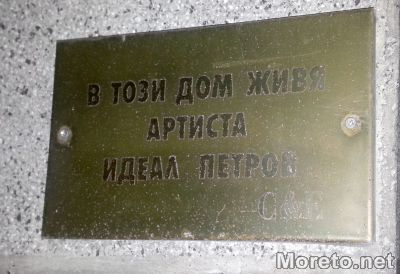 В ТОЗИ ДОМ ЖИВЯ
АРТИСТА
ИДЕАЛ ПЕТРОВ
Moreto.net